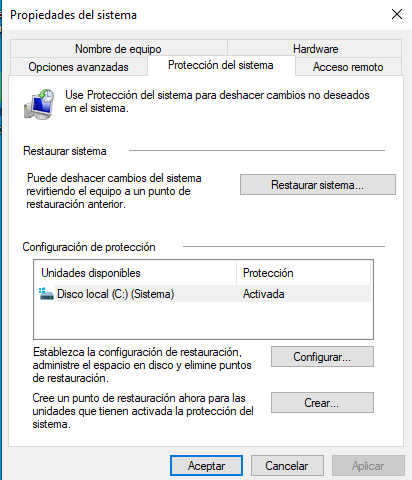 Propiedades del sistema
Nombre de equipo
Hardware
Opciones avanzadas
Protección del sistema
Acceso remoto
Use Protección del sistema para deshacer cambios no deseados
en el sistema.
Restaurar sistema
Puede deshacer cambios del sistema
revirtiendo el equipo a un punto de
restauración anterior.
Restaurar sistema...
Configuración de protección
Unidades disponibles
Protección
Disco local (C:) (Sistema)
Activada
Establezca la configuración de restauración,
administre el espacio en disco y elimine puntos
de restauración.
Configurar...
Cree un punto de restauración ahora para las
unidades que tienen activada la protección del
sistema.
Crear...
Aceptar
Cancelar
Aplicar